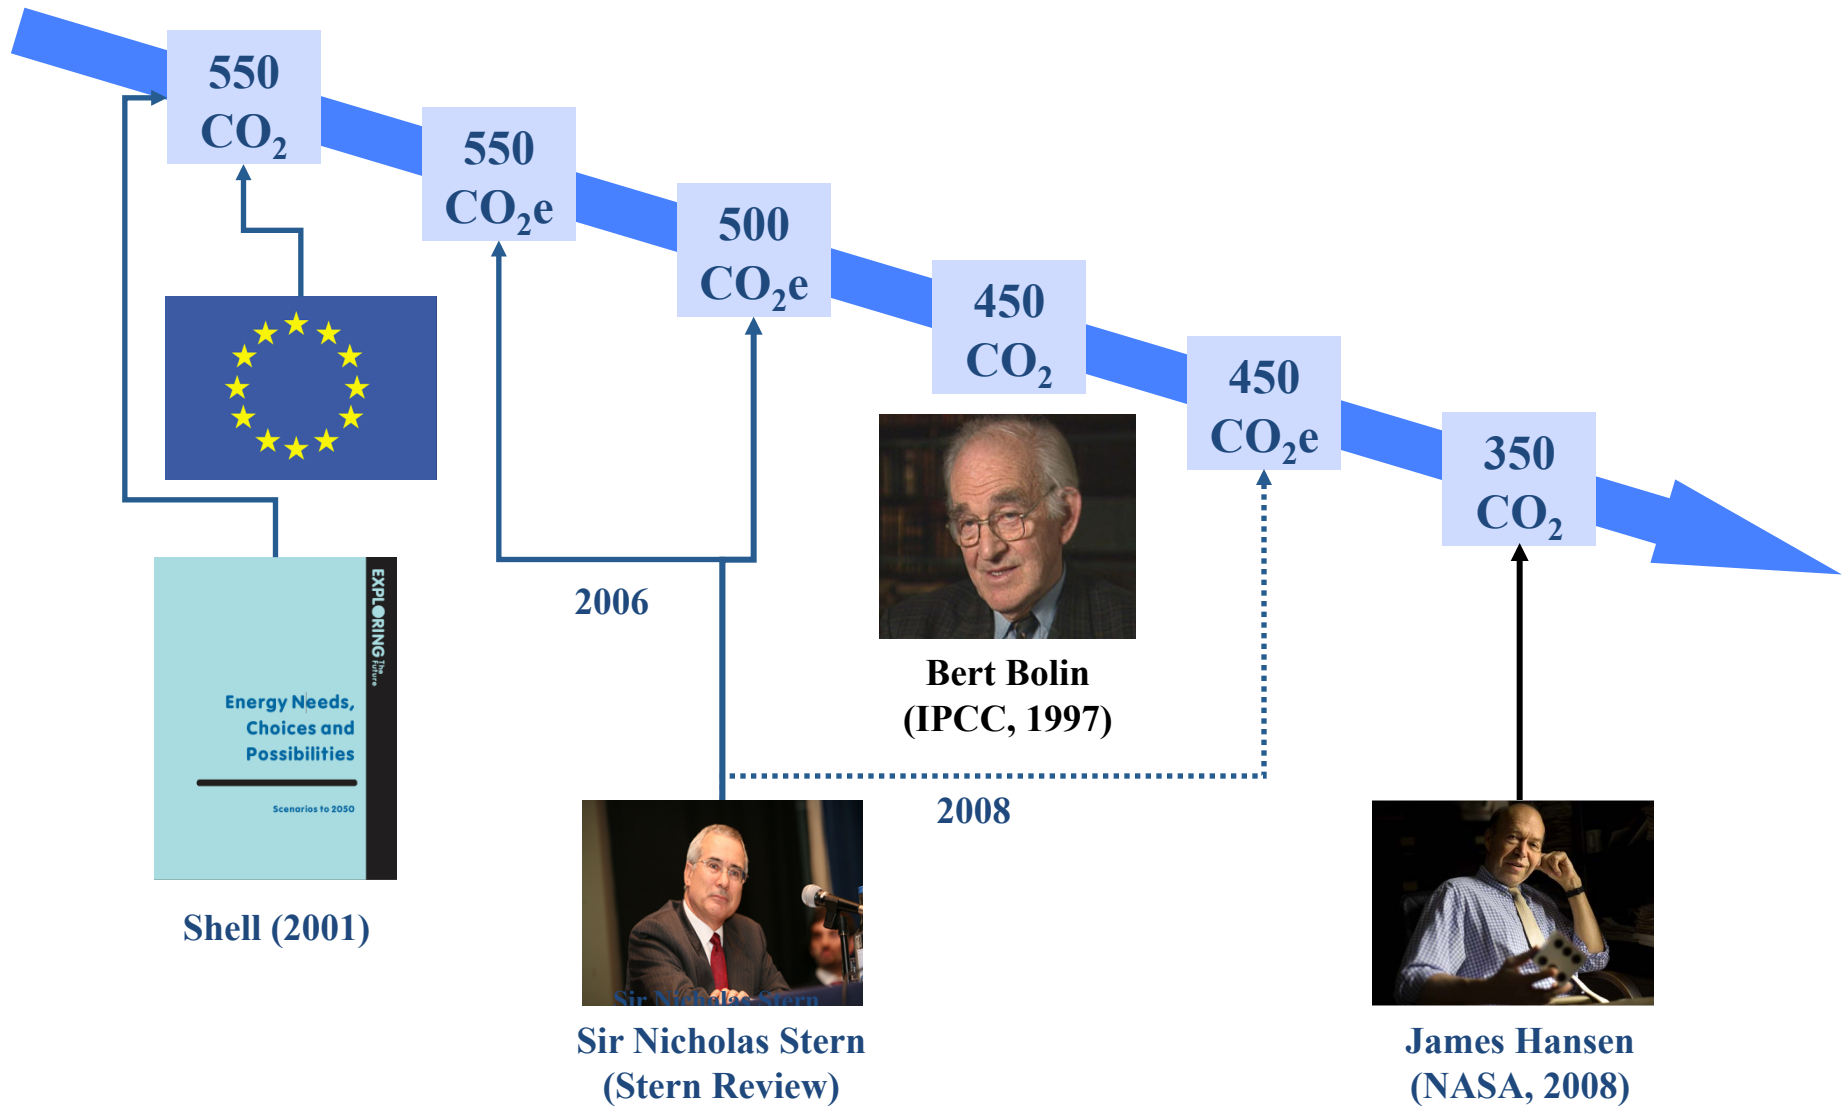 550
CO₂
550
CO₂e
500
CO₂e
450
CO₂
450
CO₂e
350
CO₂
EXPLORING The Future
Energy Needs,
Choices and
Possibilities
Scenarios to 2050
Shell (2001)
2006
Bert Bolin
(IPCC, 1997)
2008
Sir Nicholas Stern
Sir Nicholas Stern
(Stern Review)
James Hansen
(NASA, 2008)